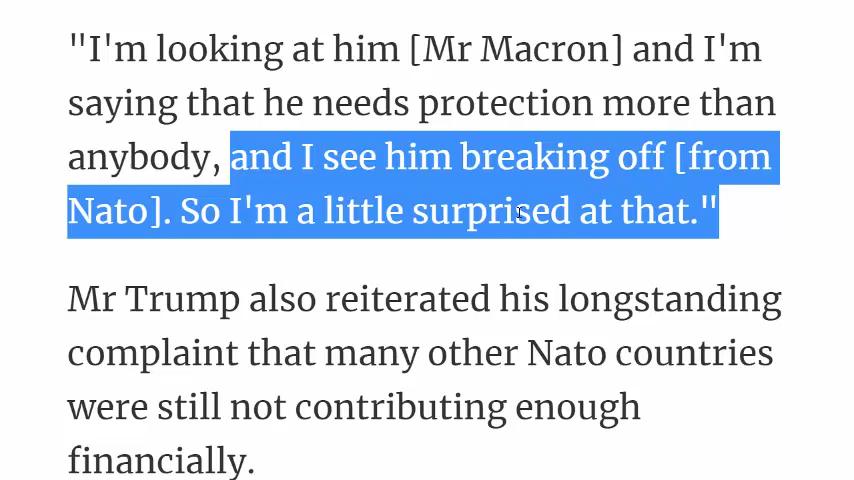 "I'm looking at him [Mr Macron] and I'm
saying that he needs protection more than
anybody, and I see him breaking off [from
Nato]. So I'm a little surprised at that."
Mr Trump also reiterated his longstanding
complaint that many other Nato countries
were still not contributing enough
financially.